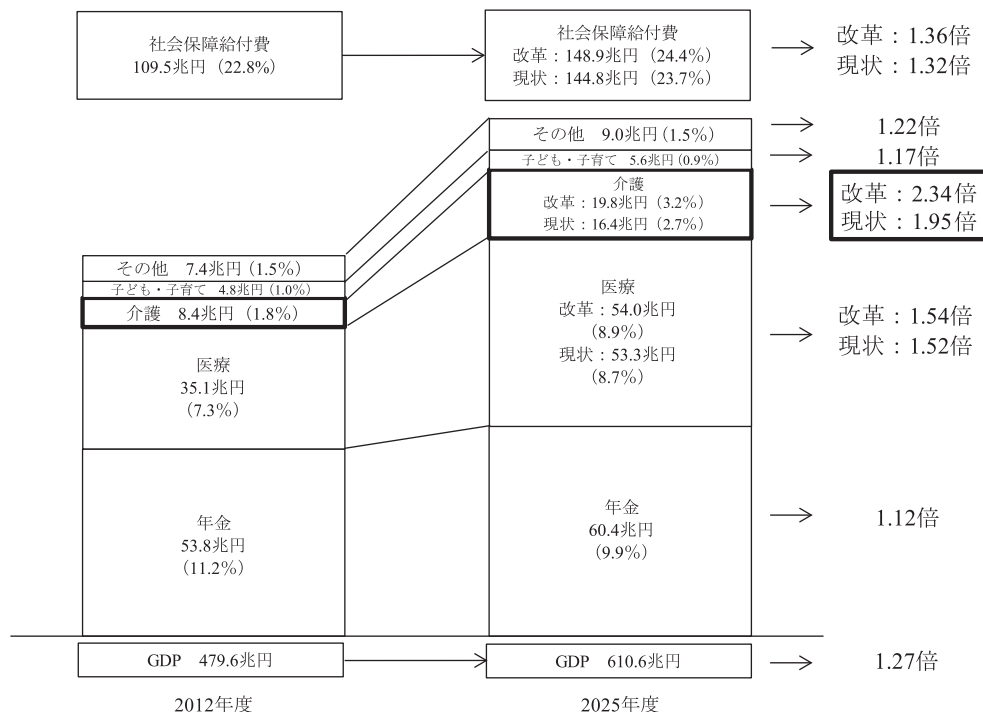 社会保障給付費
109.5兆円（22.8%）
社会保障給付費
改革：148.9兆円（24.4%）
現状：144.8兆円（23.7%）
改革：1.36倍
現状：1.32倍
その他 9.0兆円（1.5%）
1.22倍
子ども・子育て 5.6兆円（0.9%）
1.17倍
介護
改革：19.8兆円（3.2%）
現状：16.4兆円（2.7%）
改革：2.34倍
現状：1.95倍
その他 7.4兆円（1.5%）
子ども・子育て 4.8兆円（1.0%）
介護 8.4兆円（1.8%）
医療
35.1兆円
（7.3%）
医療
改革：54.0兆円
（8.9%）
現状：53.3兆円
（8.7%）
改革：1.54倍
現状：1.52倍
年金
53.8兆円
（11.2%）
年金
60.4兆円
（9.9%）
1.12倍
GDP 479.6兆円
GDP 610.6兆円
1.27倍
2012年度
2025年度